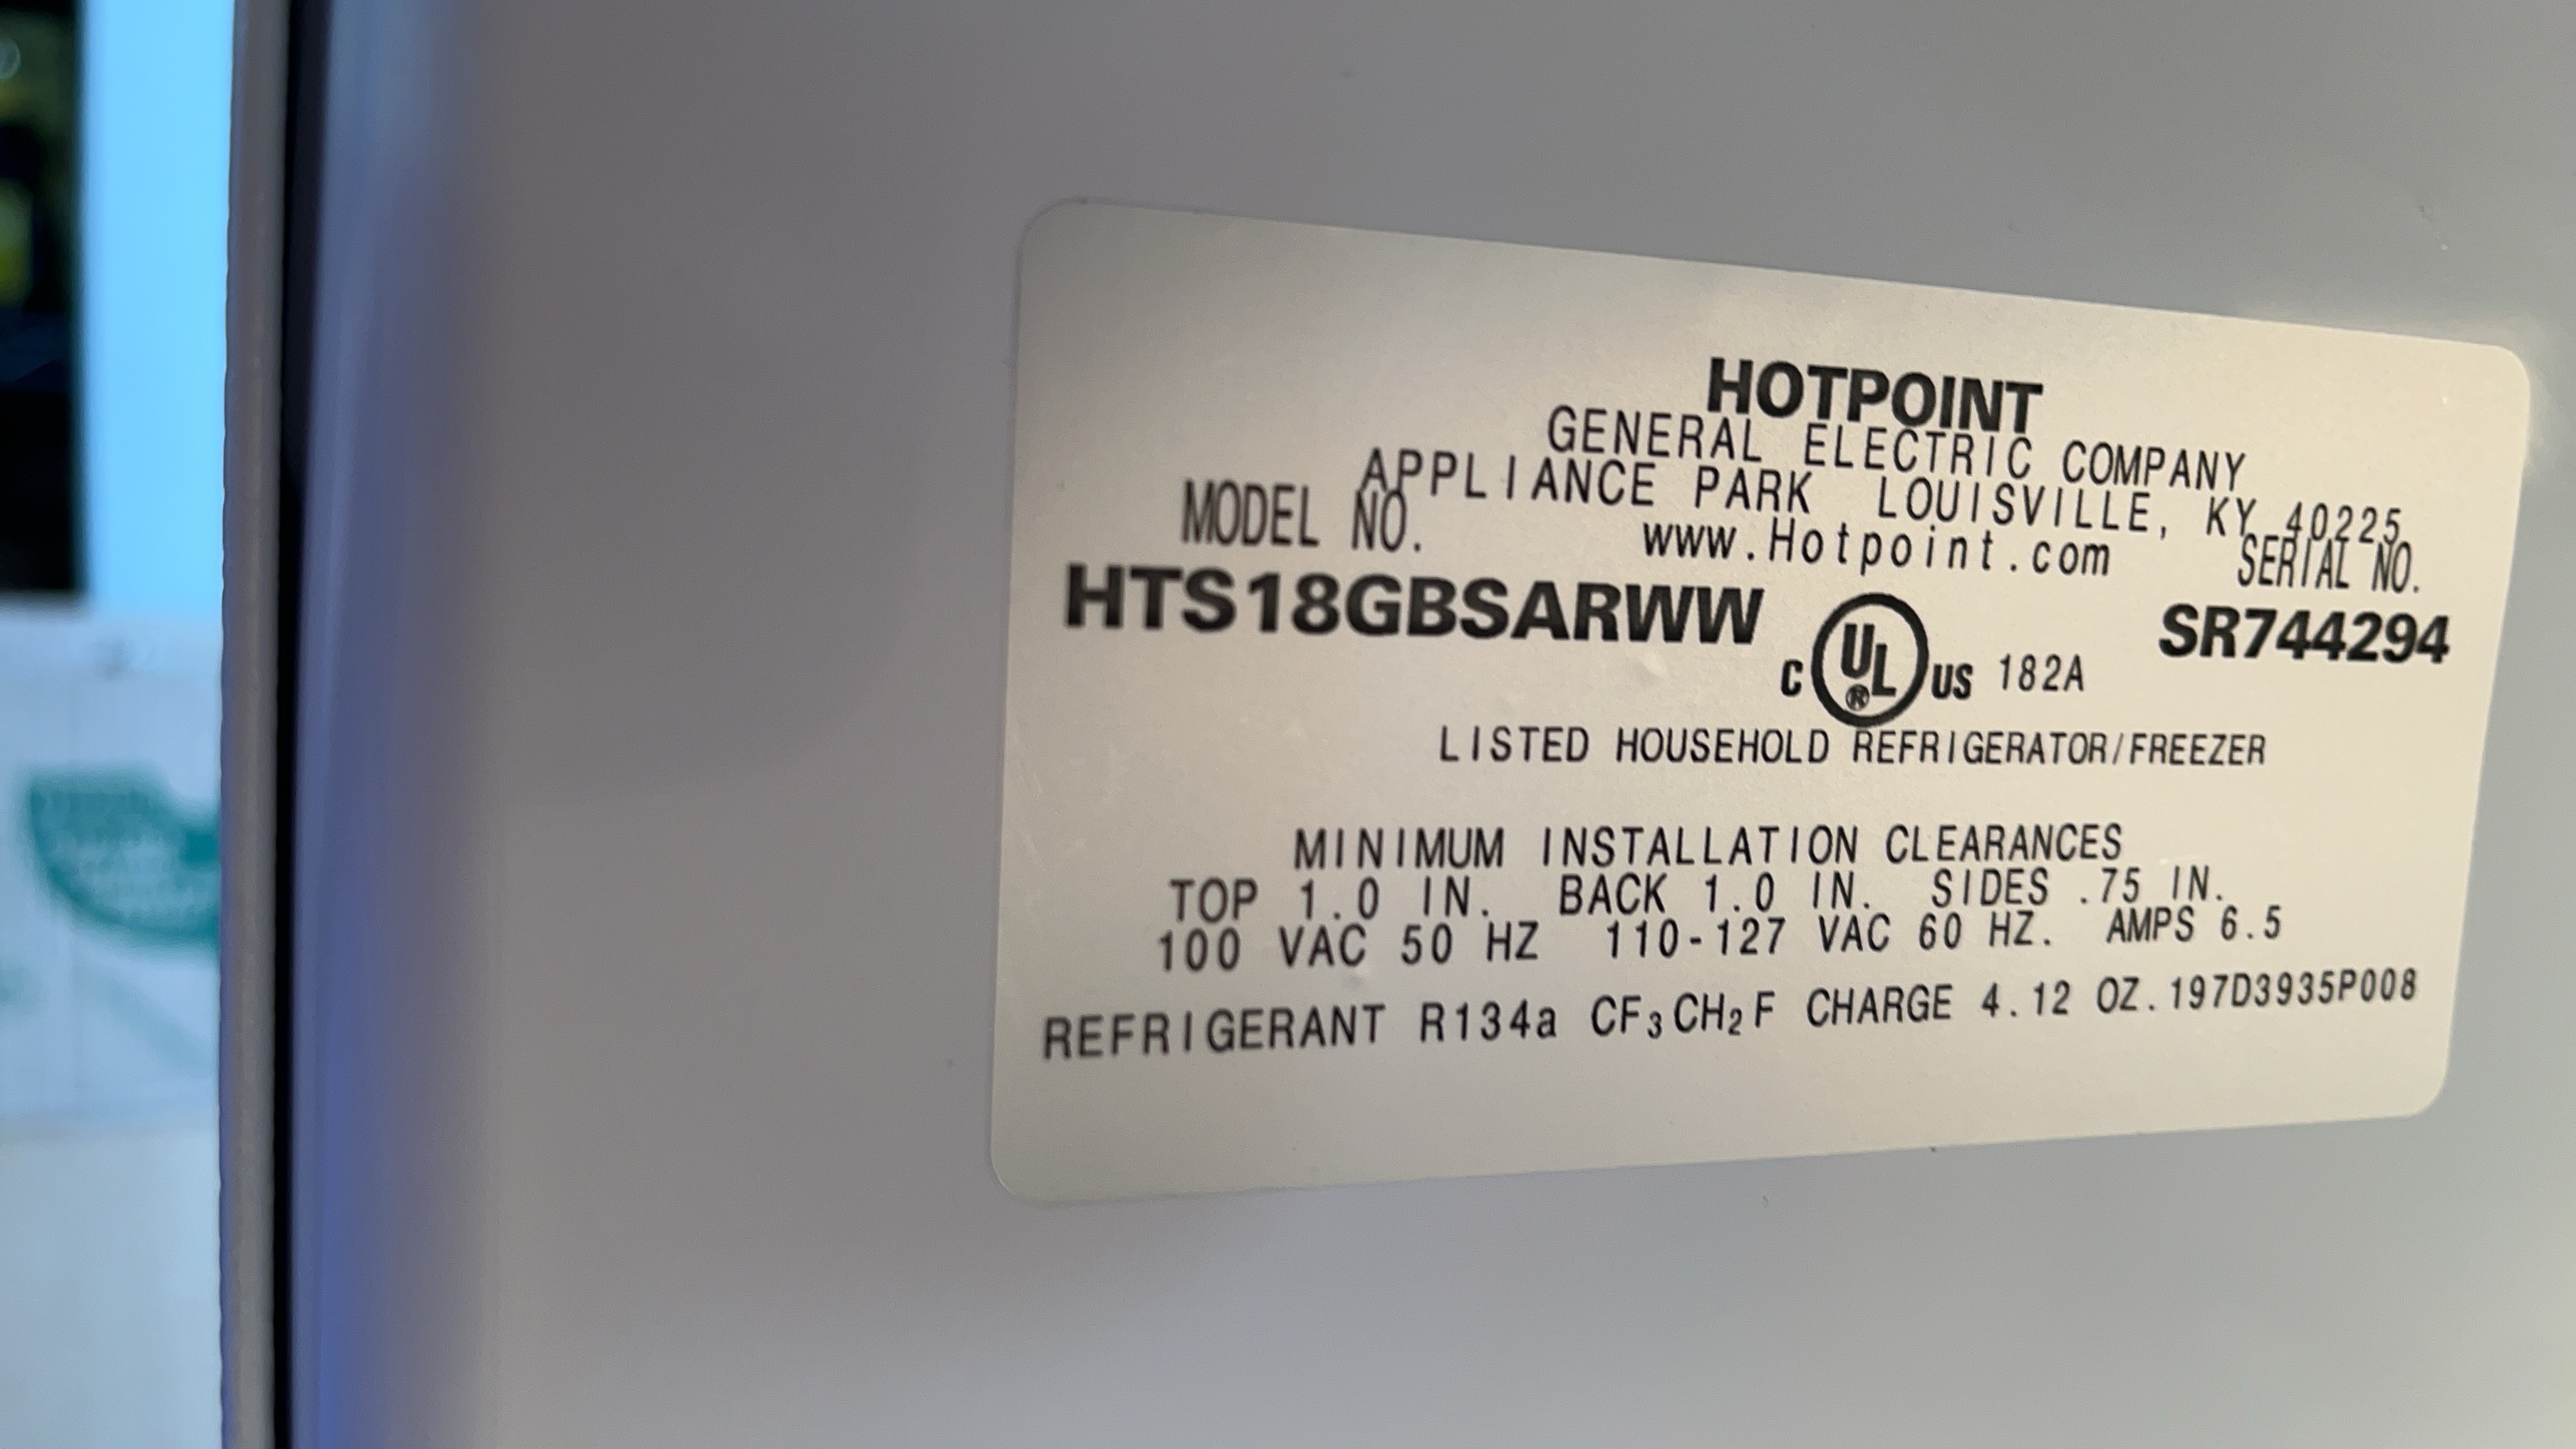 HOTPOINT
GENERAL ELECTRIC COMPANY
APPLIANCE PARK LOUISVILLE, KY 40225
www.Hotpoint.com
MODEL NO.
HTS18GBSARWW
SERIAL NO.
SR744294
C UL® US 182A
LISTED HOUSEHOLD REFRIGERATOR/FREEZER
MINIMUM INSTALLATION CLEARANCES
TOP 1.0 IN. BACK 1.0 IN. SIDES .75 IN.
100 VAC 50 HZ 110-127 VAC 60 HZ. AMPS 6.5
REFRIGERANT R134a CF₃CH₂F CHARGE 4.12 OZ. 197D3935P008